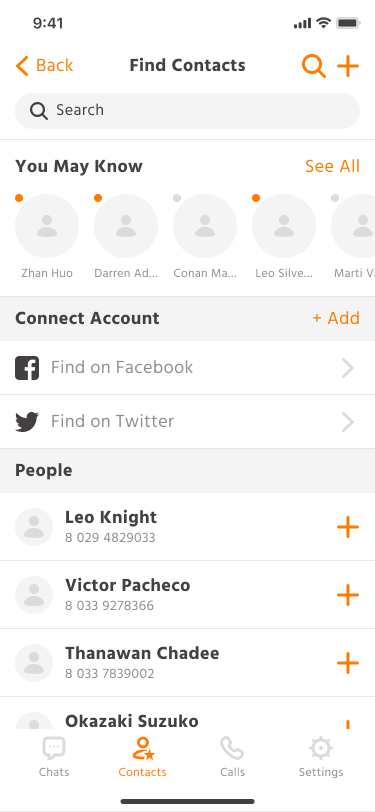 9:41
Back
Find Contacts
Search
You May Know
See All
Zhan Huo
Darren Ad...
Conan Ma...
Leo Silve...
Marti Va
Connect Account
+ Add
Find on Facebook
Find on Twitter
People
Leo Knight
8 029 4829033
Victor Pacheco
8 033 9278366
Thanawan Chadee
8 033 7839002
Okazaki Suzuko
Chats
Contacts
Calls
Settings